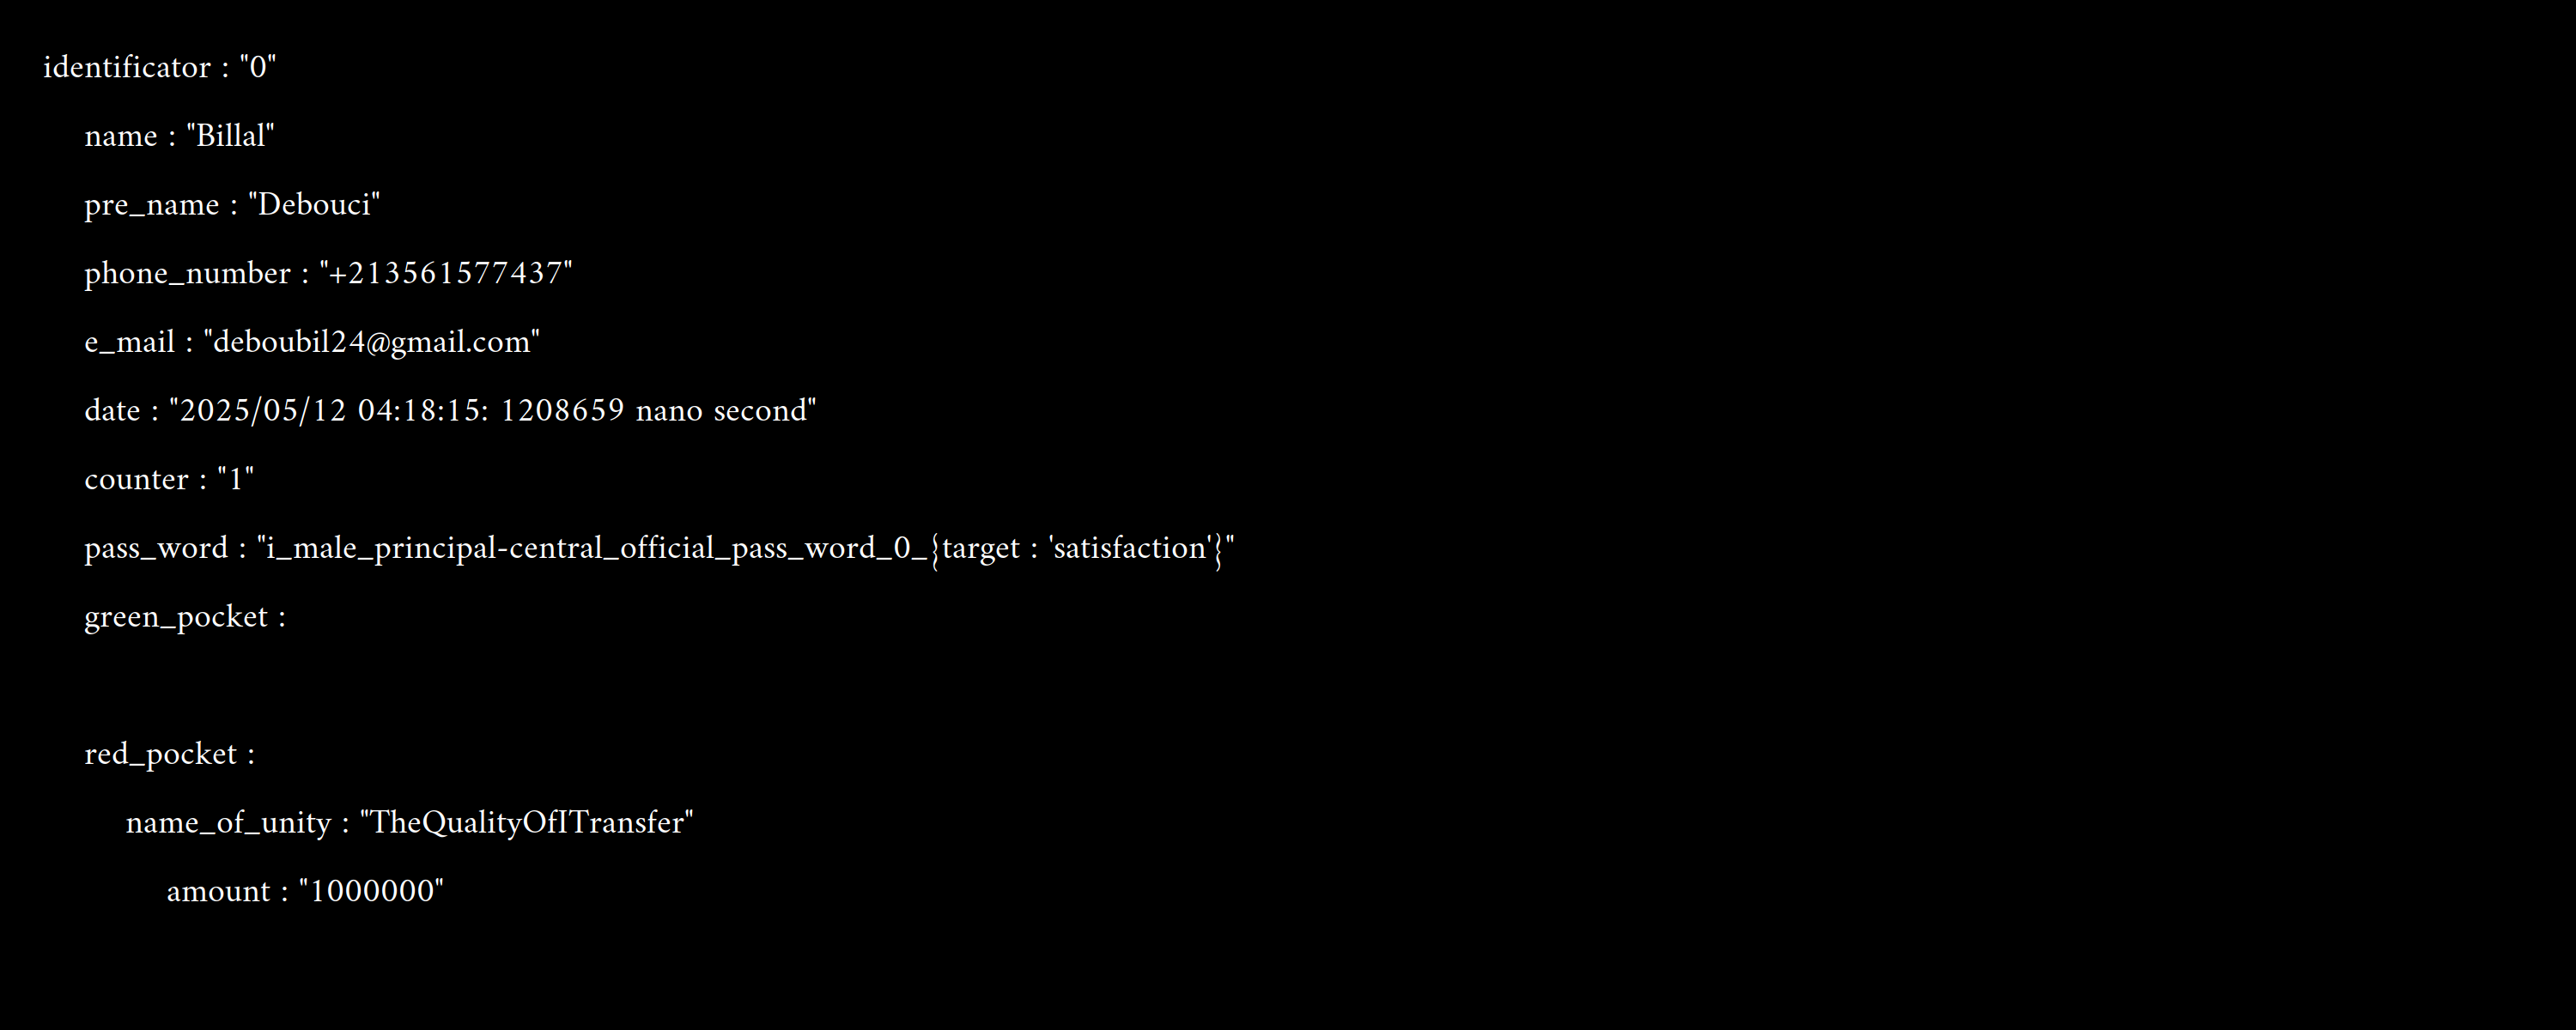 identificator : "0"
name : "Billal"
pre_name : "Debouci"
phone_number : "+213561577437"
e_mail : "deboubil24@gmail.com"
date : "2025/05/12 04:18:15: 1208659 nano second"
counter : "1"
pass_word : "i_male_principal-central_official_pass_word_0_{target : 'satisfaction'}"
green_pocket :
red_pocket :
name_of_unity : "TheQualityOfITransfer"
amount : "1000000"